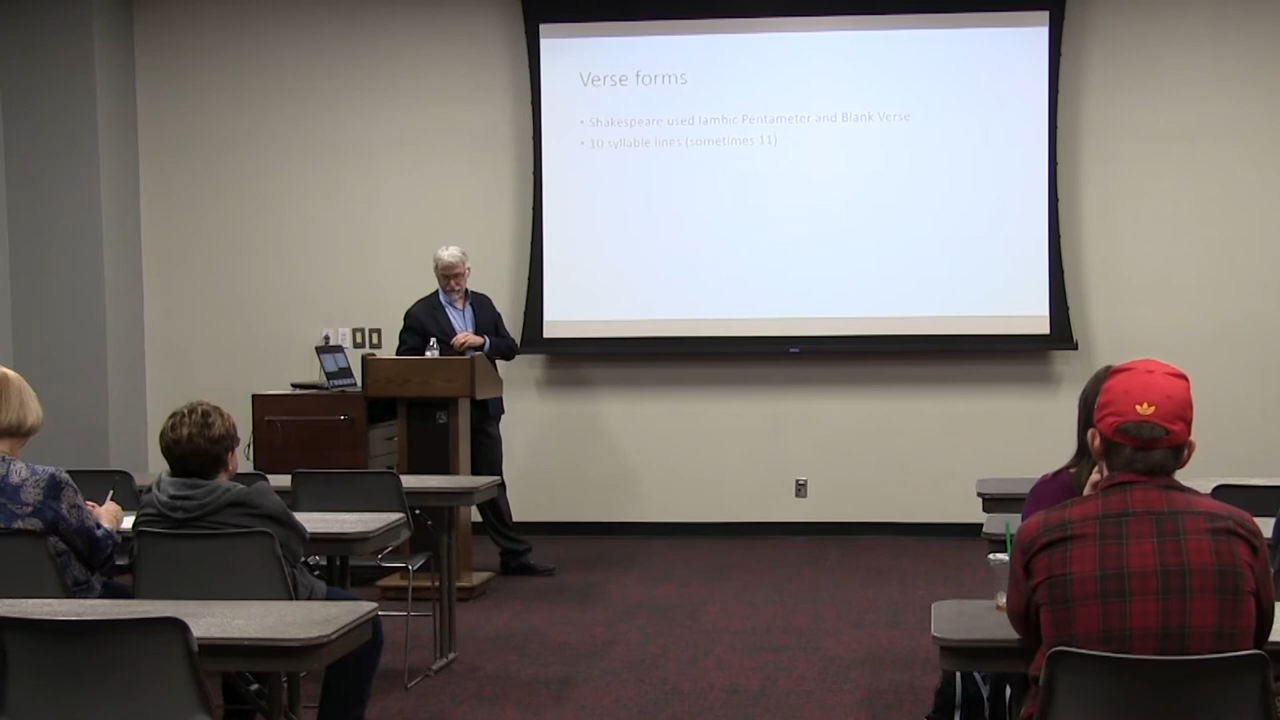 Verse forms
• Shakespeare used Iambic Pentameter and Blank Verse
• 10 syllable lines (sometimes 11)